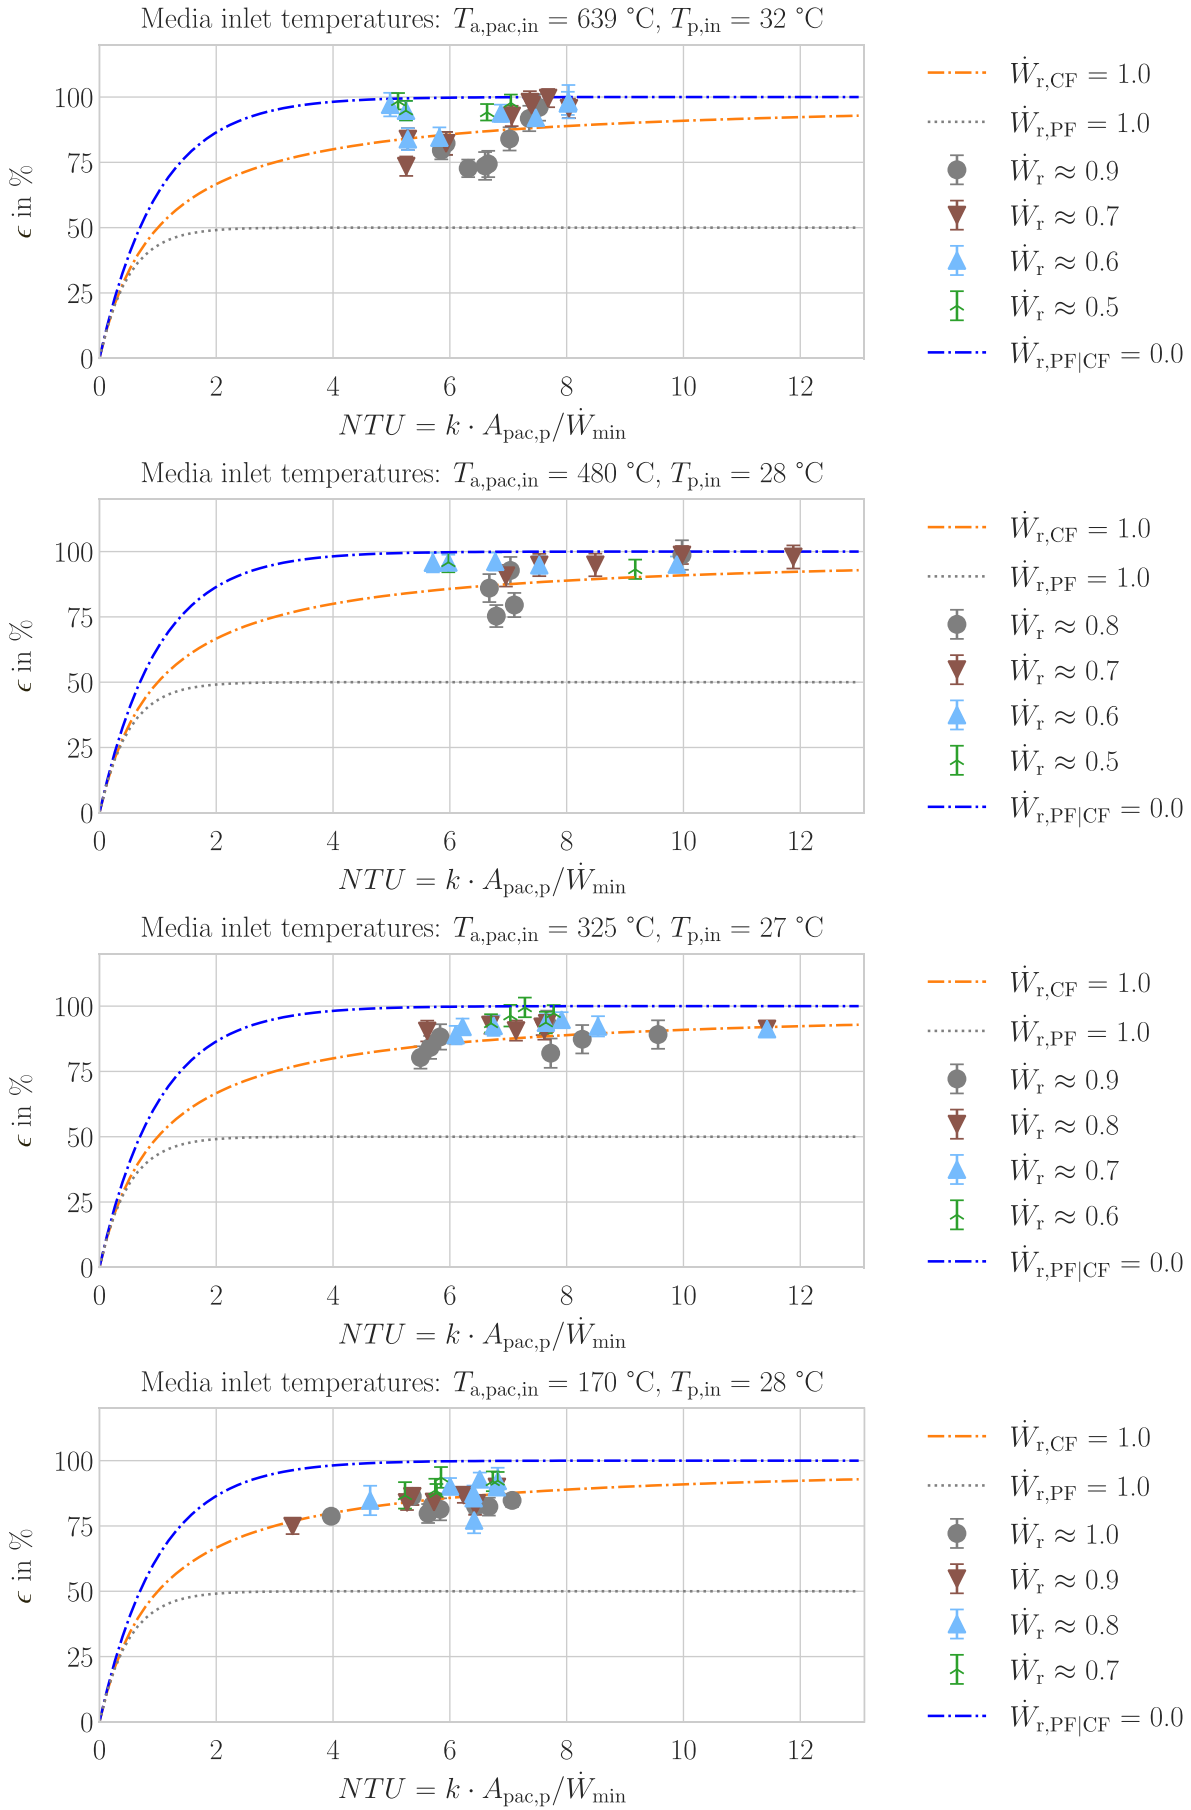 Media inlet temperatures: T_a,pac,in = 639 °C, T_p,in = 32 °C
100
75
50
25
0
ϵ in %
0 2 4 6 8 10 12
NTU = k · A_pac,p/Ẇ_min
Ẇ_r,CF = 1.0
Ẇ_r,PF = 1.0
Ẇ_r ≈ 0.9
Ẇ_r ≈ 0.7
Ẇ_r ≈ 0.6
Ẇ_r ≈ 0.5
Ẇ_r,PF|CF = 0.0
Media inlet temperatures: T_a,pac,in = 480 °C, T_p,in = 28 °C
100
75
50
25
0
ϵ in %
0 2 4 6 8 10 12
NTU = k · A_pac,p/Ẇ_min
Ẇ_r,CF = 1.0
Ẇ_r,PF = 1.0
Ẇ_r ≈ 0.8
Ẇ_r ≈ 0.7
Ẇ_r ≈ 0.6
Ẇ_r ≈ 0.5
Ẇ_r,PF|CF = 0.0
Media inlet temperatures: T_a,pac,in = 325 °C, T_p,in = 27 °C
100
75
50
25
0
ϵ in %
0 2 4 6 8 10 12
NTU = k · A_pac,p/Ẇ_min
Ẇ_r,CF = 1.0
Ẇ_r,PF = 1.0
Ẇ_r ≈ 0.9
Ẇ_r ≈ 0.8
Ẇ_r ≈ 0.7
Ẇ_r ≈ 0.6
Ẇ_r,PF|CF = 0.0
Media inlet temperatures: T_a,pac,in = 170 °C, T_p,in = 28 °C
100
75
50
25
0
ϵ in %
0 2 4 6 8 10 12
NTU = k · A_pac,p/Ẇ_min
Ẇ_r,CF = 1.0
Ẇ_r,PF = 1.0
Ẇ_r ≈ 1.0
Ẇ_r ≈ 0.9
Ẇ_r ≈ 0.8
Ẇ_r ≈ 0.7
Ẇ_r,PF|CF = 0.0